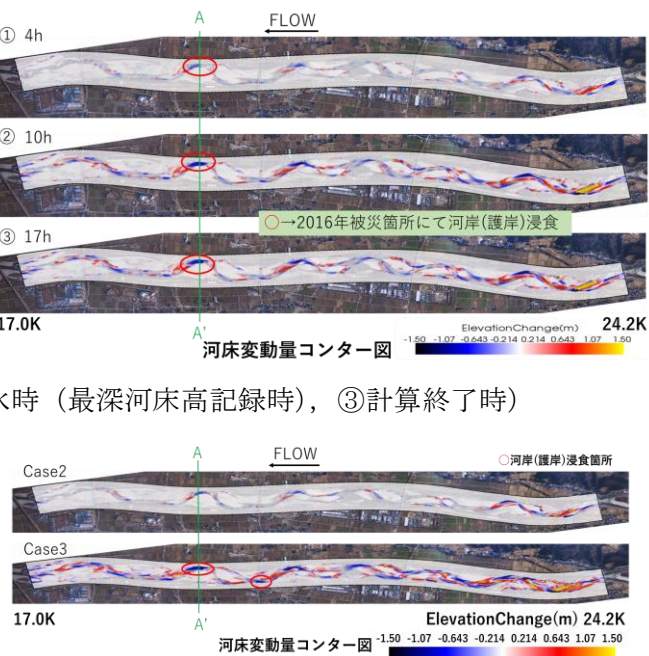 A
FLOW
① 4h
② 10h
○→2016年被災箇所にて河岸(護岸)浸食
③ 17h
17.0K
24.2K
A'
ElevationChange(m)
-1.50 -1.07 -0.643 -0.214 0.214 0.643 1.07 1.50
河床変動量コンター図
水時（最深河床高記録時），③計算終了時）
A
FLOW
○河岸(護岸)浸食箇所
Case2
Case3
17.0K
ElevationChange(m) 24.2K
A'
河床変動量コンター図
-1.50 -1.07 -0.643 -0.214 0.214 0.643 1.07 1.50